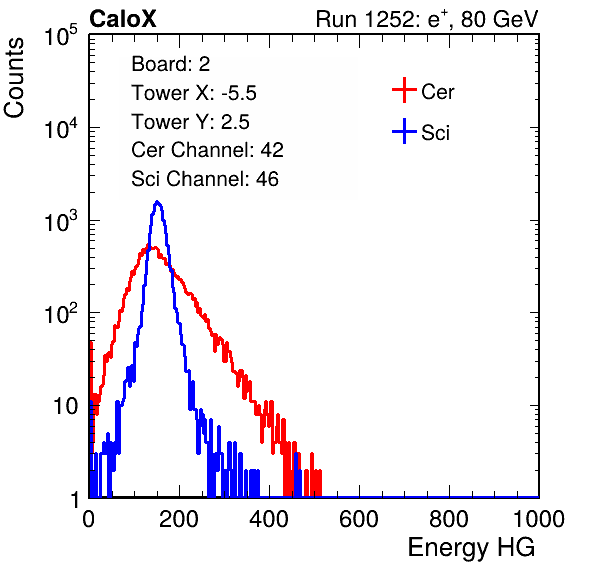 CaloX Run 1252: e+, 80 GeV
Counts
Board: 2
Tower X: -5.5
Tower Y: 2.5
Cer Channel: 42
Sci Channel: 46
Cer
Sci
10^5
10^4
10^3
10^2
10
1
0 200 400 600 800 1000
Energy HG